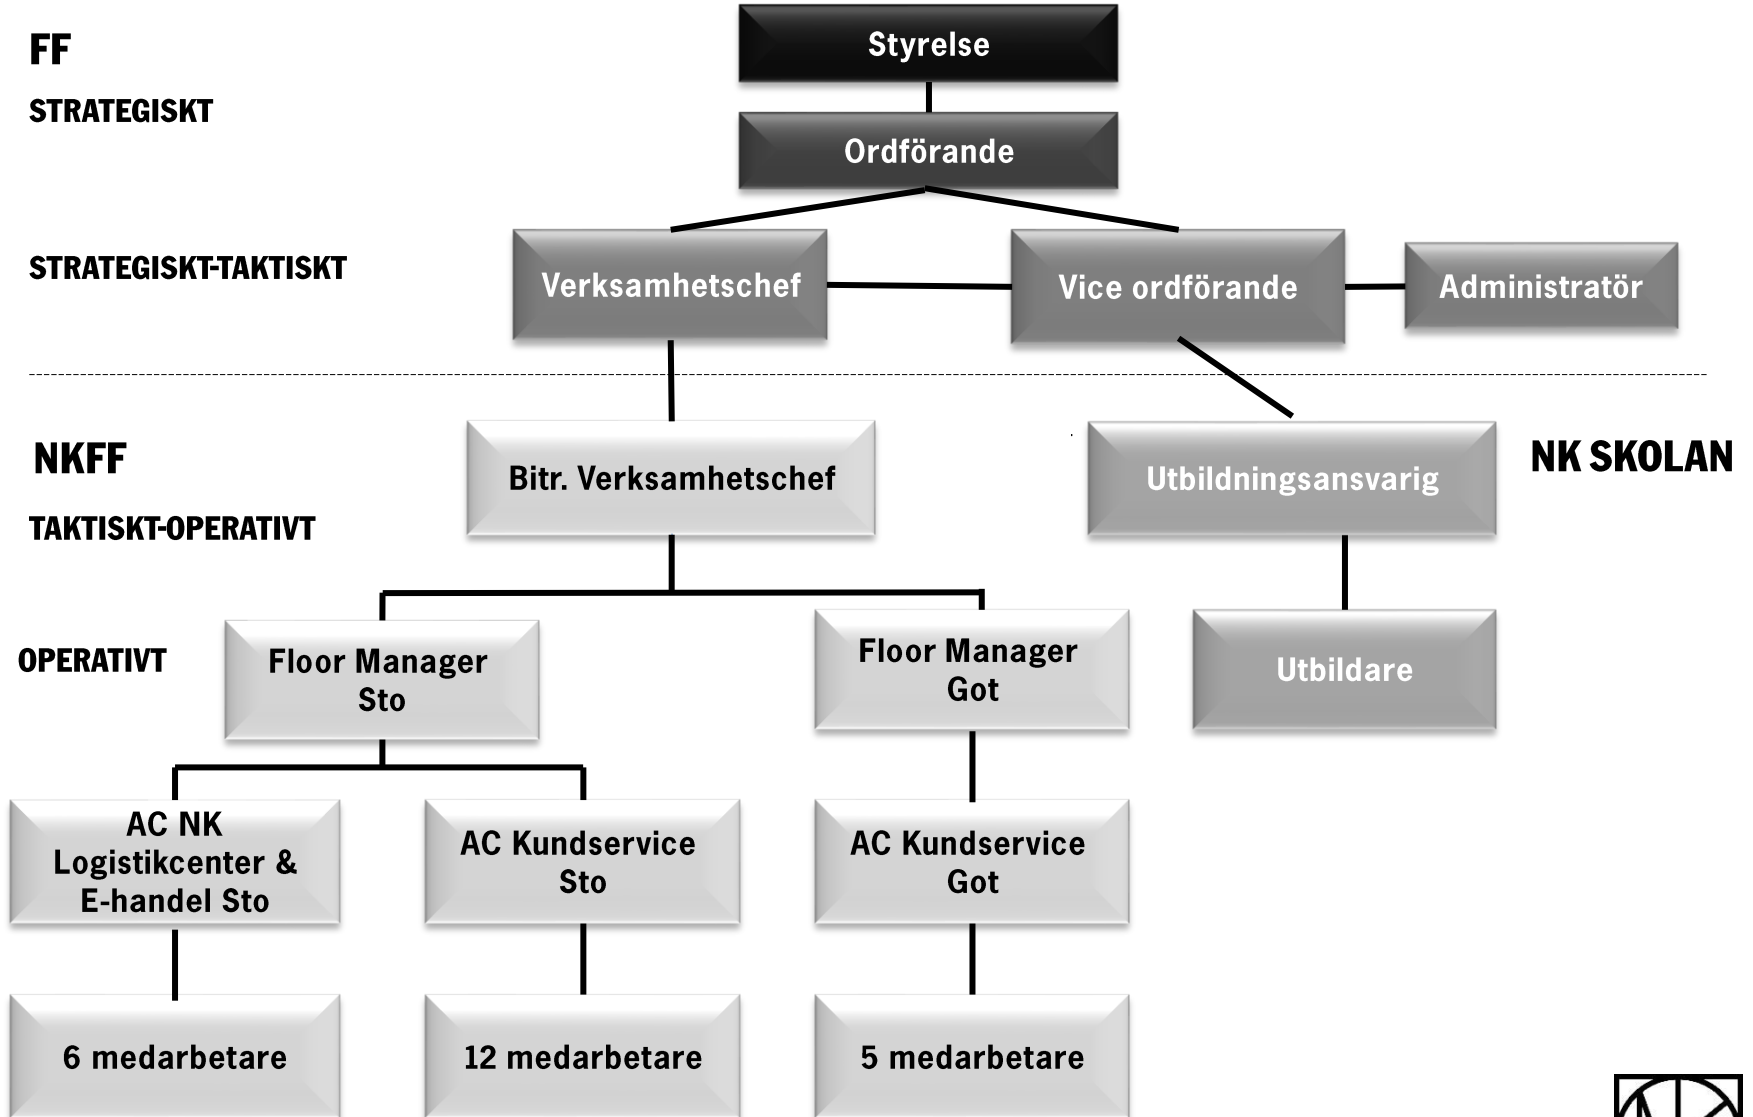 FF
Styrelse
STRATEGISKT
Ordförande
STRATEGISKT-TAKTISKT
Verksamhetschef
Vice ordförande
Administratör
NKFF
Bitr. Verksamhetschef
Utbildningsansvarig
NK SKOLAN
TAKTISKT-OPERATIVT
OPERATIVT
Floor Manager
Sto
Floor Manager
Got
Utbildare
AC NK
Logistikcenter &
E-handel Sto
AC Kundservice
Sto
AC Kundservice
Got
6 medarbetare
12 medarbetare
5 medarbetare